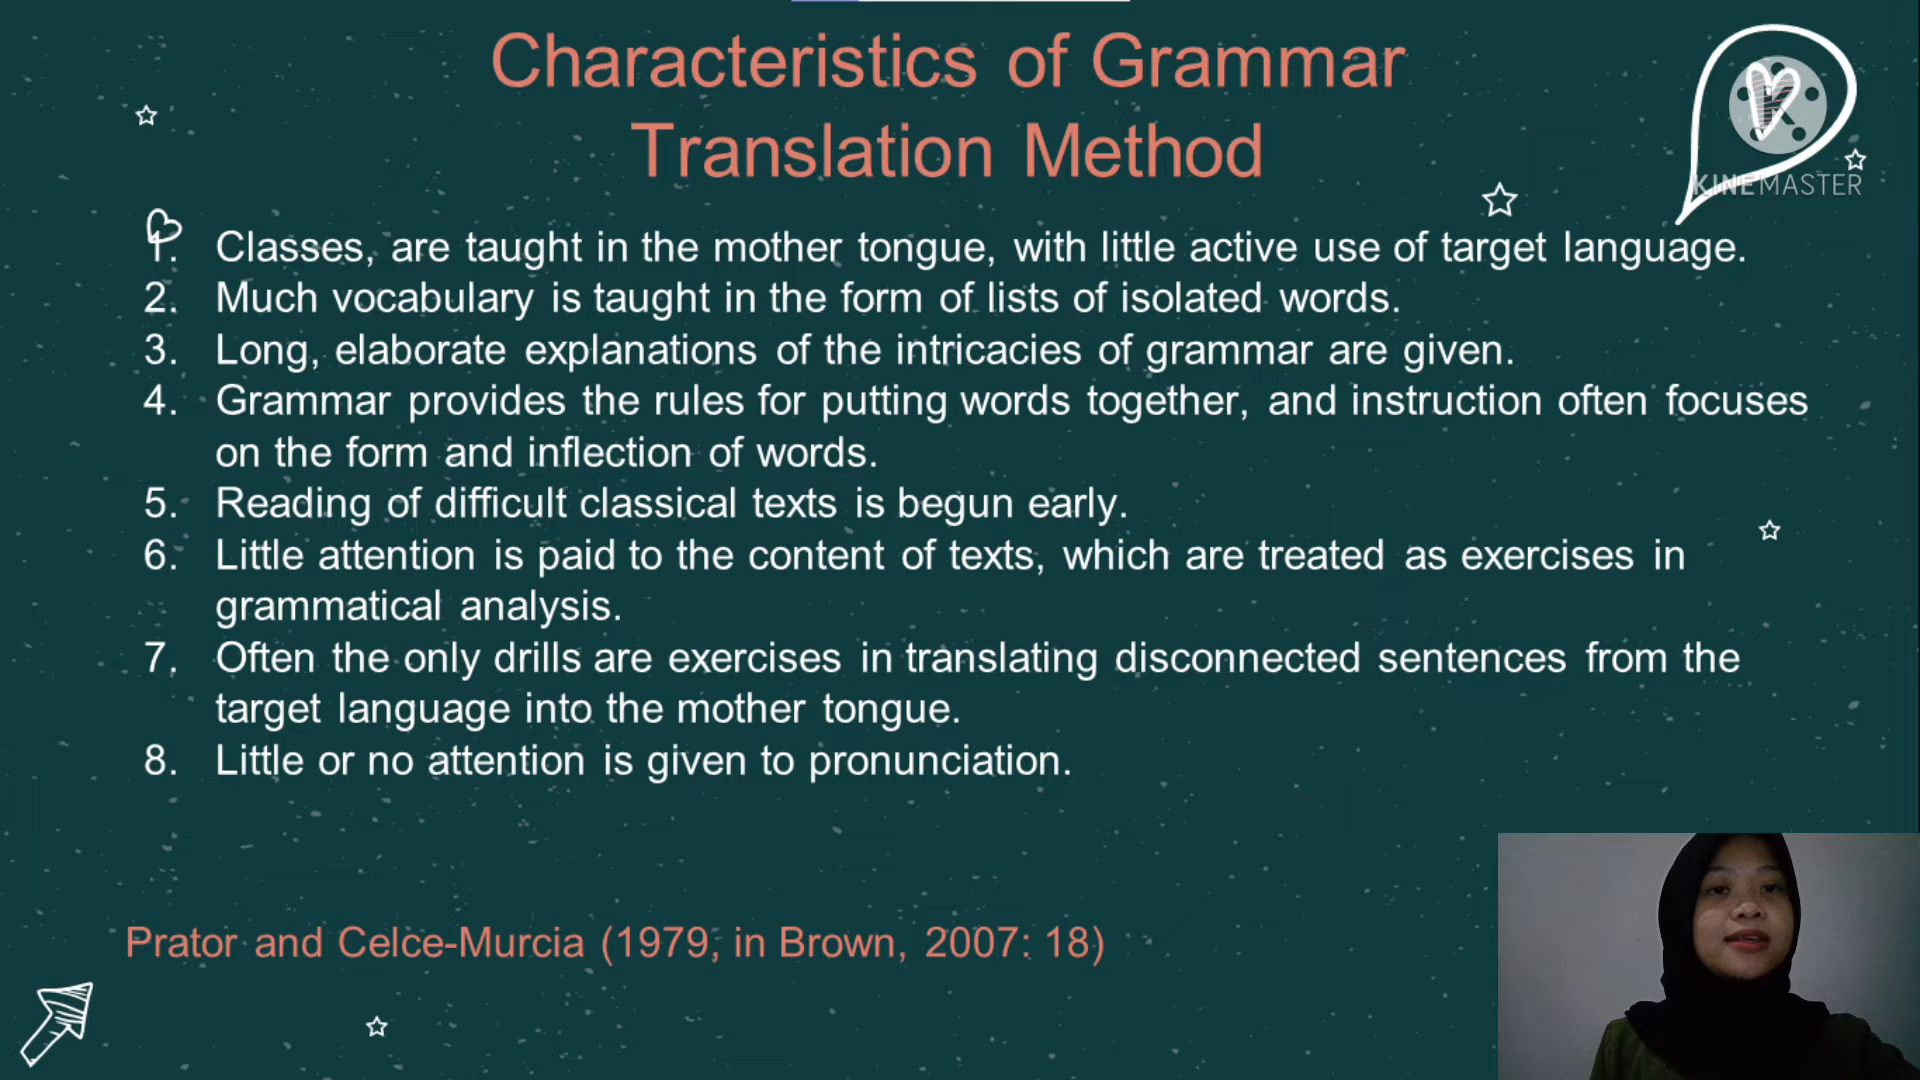 Characteristics of Grammar
Translation Method
KINEMASTER
1. Classes, are taught in the mother tongue, with little active use of target language.
2. Much vocabulary is taught in the form of lists of isolated words.
3. Long, elaborate explanations of the intricacies of grammar are given.
4. Grammar provides the rules for putting words together, and instruction often focuses
on the form and inflection of words.
5. Reading of difficult classical texts is begun early.
6. Little attention is paid to the content of texts, which are treated as exercises in
grammatical analysis.
7. Often the only drills are exercises in translating disconnected sentences from the
target language into the mother tongue.
8. Little or no attention is given to pronunciation.
Prator and Celce-Murcia (1979, in Brown, 2007: 18)